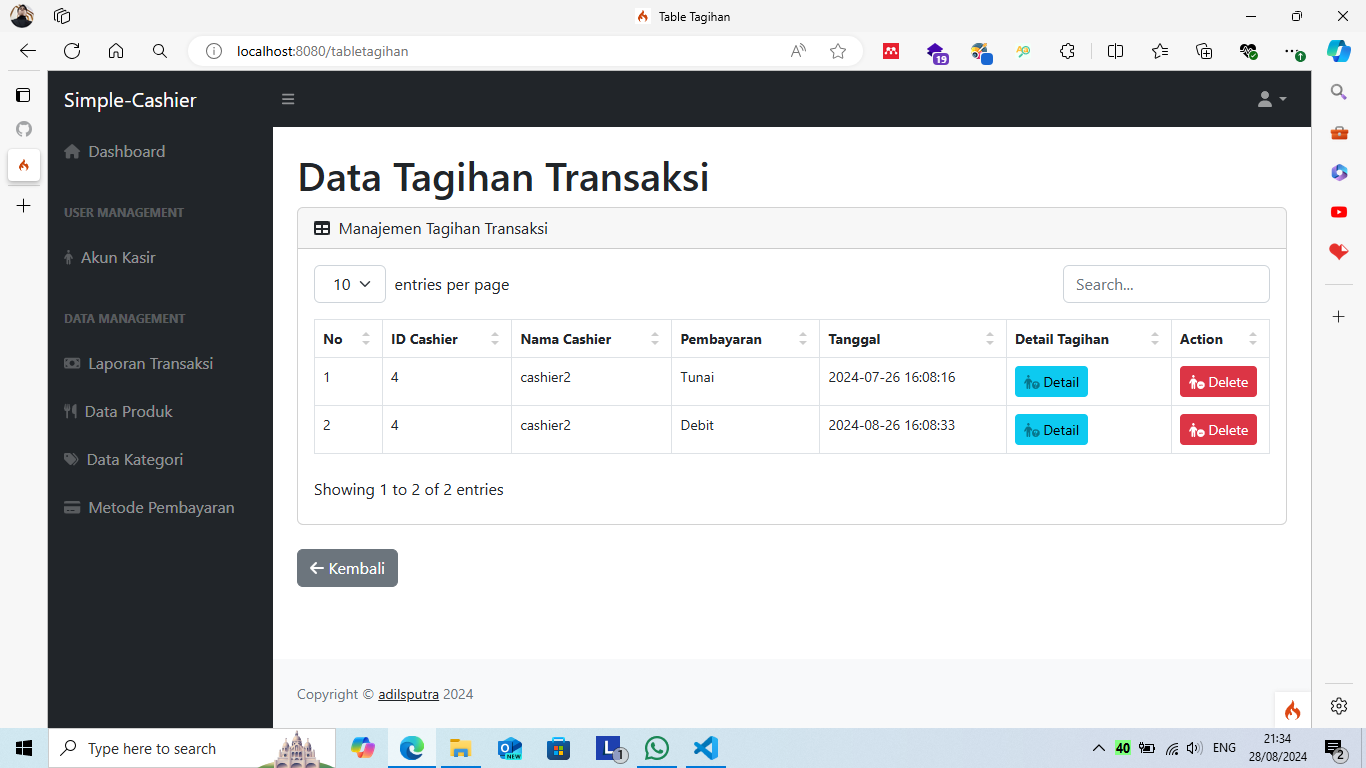 Table Tagihan
localhost:8080/tabletagihan
19
Simple-Cashier
Dashboard
USER MANAGEMENT
Akun Kasir
DATA MANAGEMENT
Laporan Transaksi
Data Produk
Data Kategori
Metode Pembayaran
Data Tagihan Transaksi
Manajemen Tagihan Transaksi
10 entries per page Search...
No ID Cashier Nama Cashier Pembayaran Tanggal Detail Tagihan Action
1 4 cashier2 Tunai 2024-07-26 16:08:16 Detail Delete
2 4 cashier2 Debit 2024-08-26 16:08:33 Detail Delete
Showing 1 to 2 of 2 entries
Kembali
Copyright © adilsputra 2024
Type here to search
NEW
L 1
40
ENG
21:34
28/08/2024
2